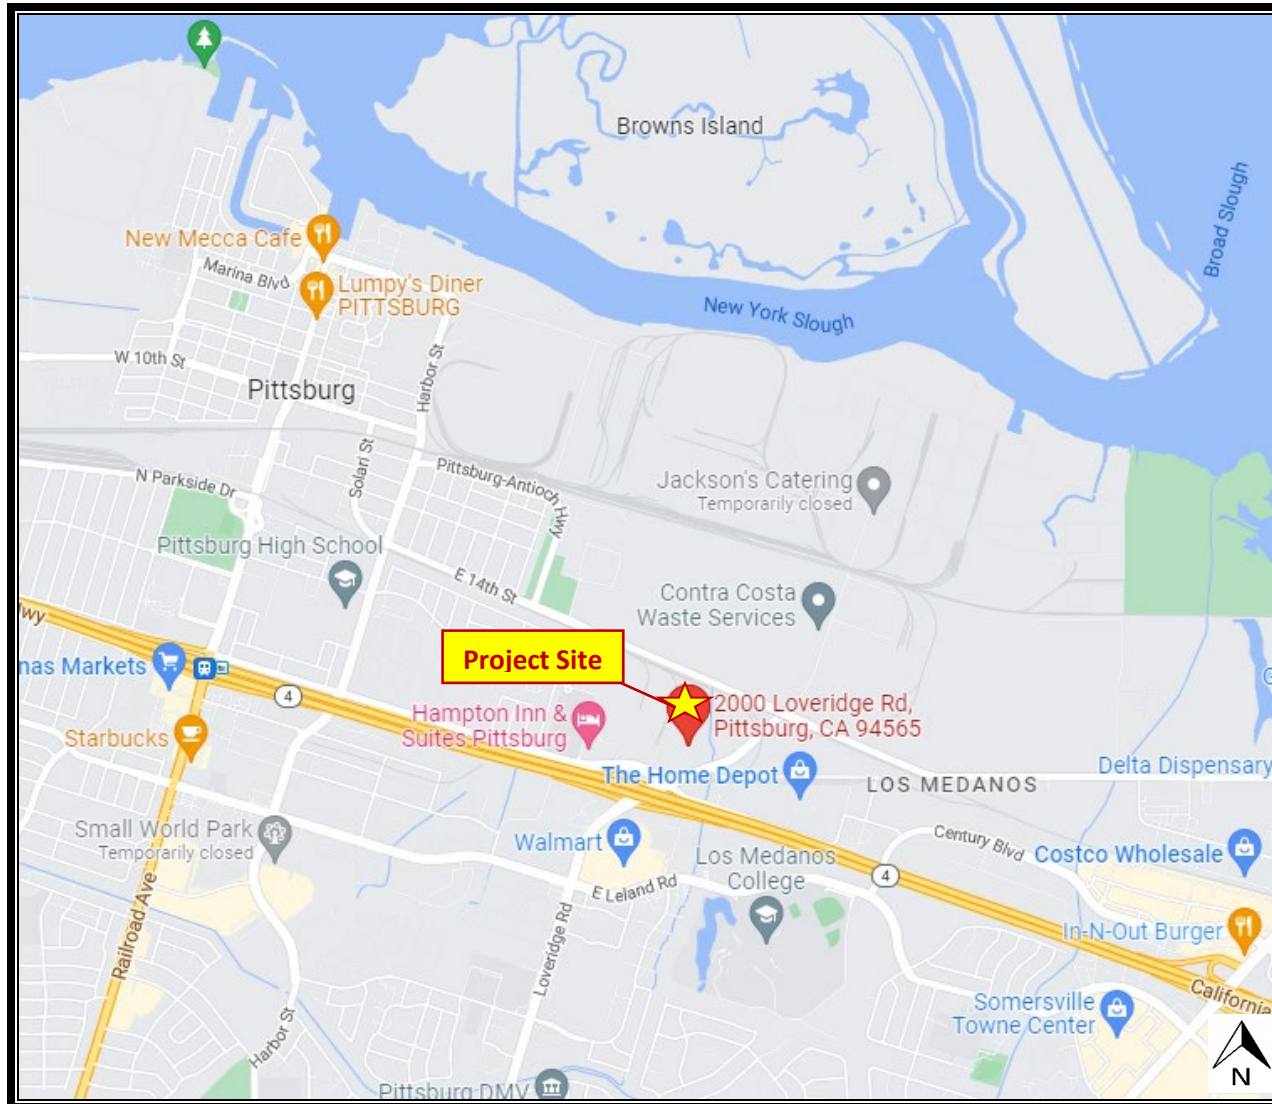 Browns Island
Broad Slough
New Mecca Cafe
Marina Blvd
Lumpy's Diner
PITTSBURG
New York Slough
W 10th St
Harbor St
Pittsburg
Solari St
N Parkside Dr
Pittsburg-Antioch Hwy
Jackson's Catering
Temporarily closed
Pittsburg High School
E 14th St
Contra Costa
Waste Services
wy
Project Site
nas Markets
4
Hampton Inn &
Suites Pittsburg
2000 Loveridge Rd,
Pittsburg, CA 94565
G
Starbucks
The Home Depot
LOS MEDANOS
Delta Dispensary
Small World Park
Temporarily closed
Walmart
Los Medanos
College
Century Blvd
Costco Wholesale
4
E Leland Rd
Railroad Ave
Loveridge Rd
In-N-Out Burger
California
Somersville
Towne Center
Harbor St
Pittsburg DMV
N